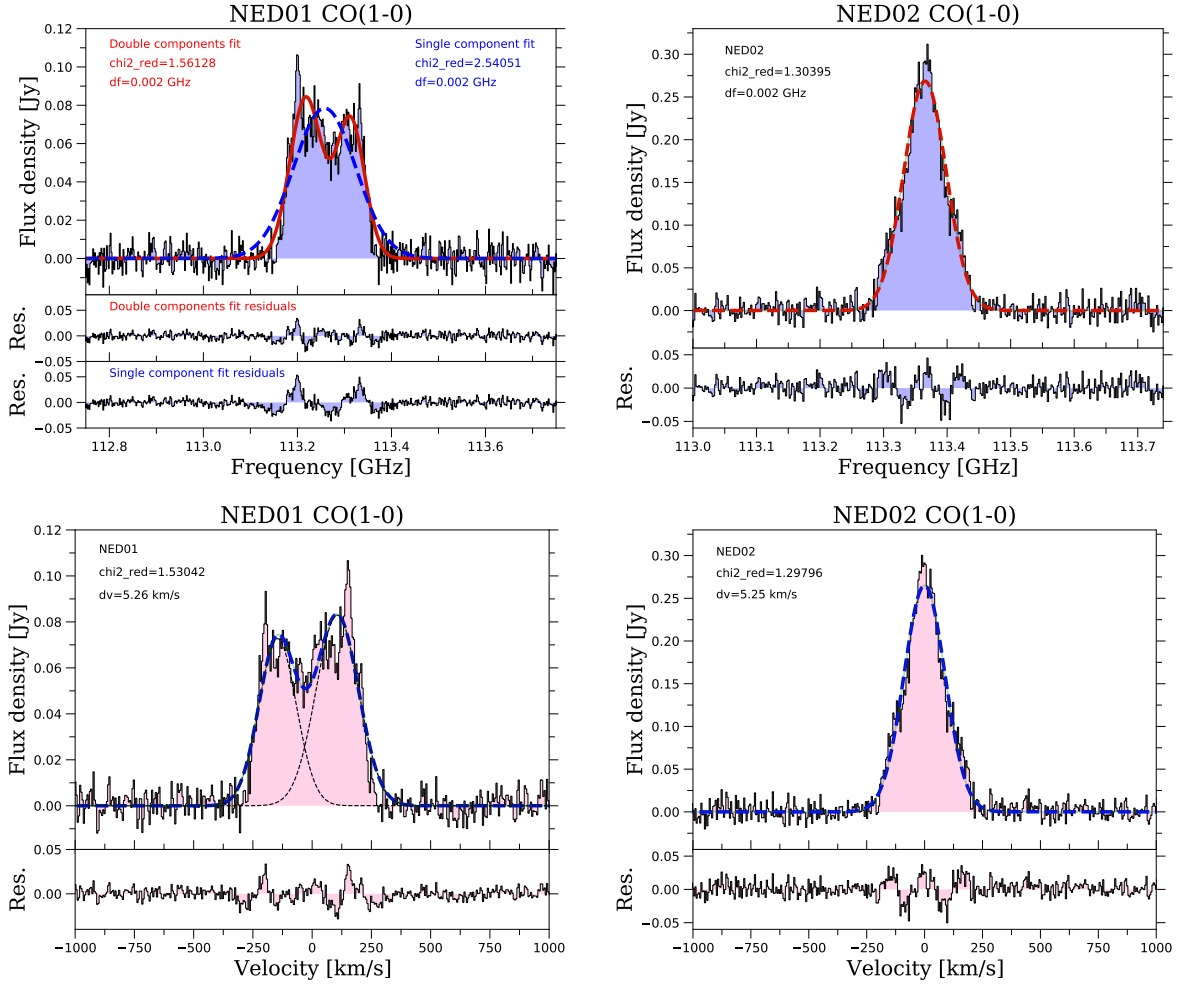 NED01 CO(1-0)
Double components fit
chi2_red=1.56128
df=0.002 GHz
Single component fit
chi2_red=2.54051
df=0.002 GHz
Flux density [Jy]
0.12
0.10
0.08
0.06
0.04
0.02
0.00
Double components fit residuals
Res.
0.05
0.00
−0.05
Single component fit residuals
Res.
0.05
0.00
−0.05
112.8 113.0 113.2 113.4 113.6
Frequency [GHz]
NED02 CO(1-0)
NED02
chi2_red=1.30395
df=0.002 GHz
Flux density [Jy]
0.30
0.25
0.20
0.15
0.10
0.05
0.00
Res.
0.05
0.00
−0.05
113.0 113.1 113.2 113.3 113.4 113.5 113.6 113.7
Frequency [GHz]
NED01 CO(1-0)
NED01
chi2_red=1.53042
dv=5.26 km/s
Flux density [Jy]
0.12
0.10
0.08
0.06
0.04
0.02
0.00
Res.
0.05
0.00
−1000 −750 −500 −250 0 250 500 750 1000
Velocity [km/s]
NED02 CO(1-0)
NED02
chi2_red=1.29796
dv=5.25 km/s
Flux density [Jy]
0.30
0.25
0.20
0.15
0.10
0.05
0.00
Res.
0.05
0.00
−0.05
−1000 −750 −500 −250 0 250 500 750 1000
Velocity [km/s]